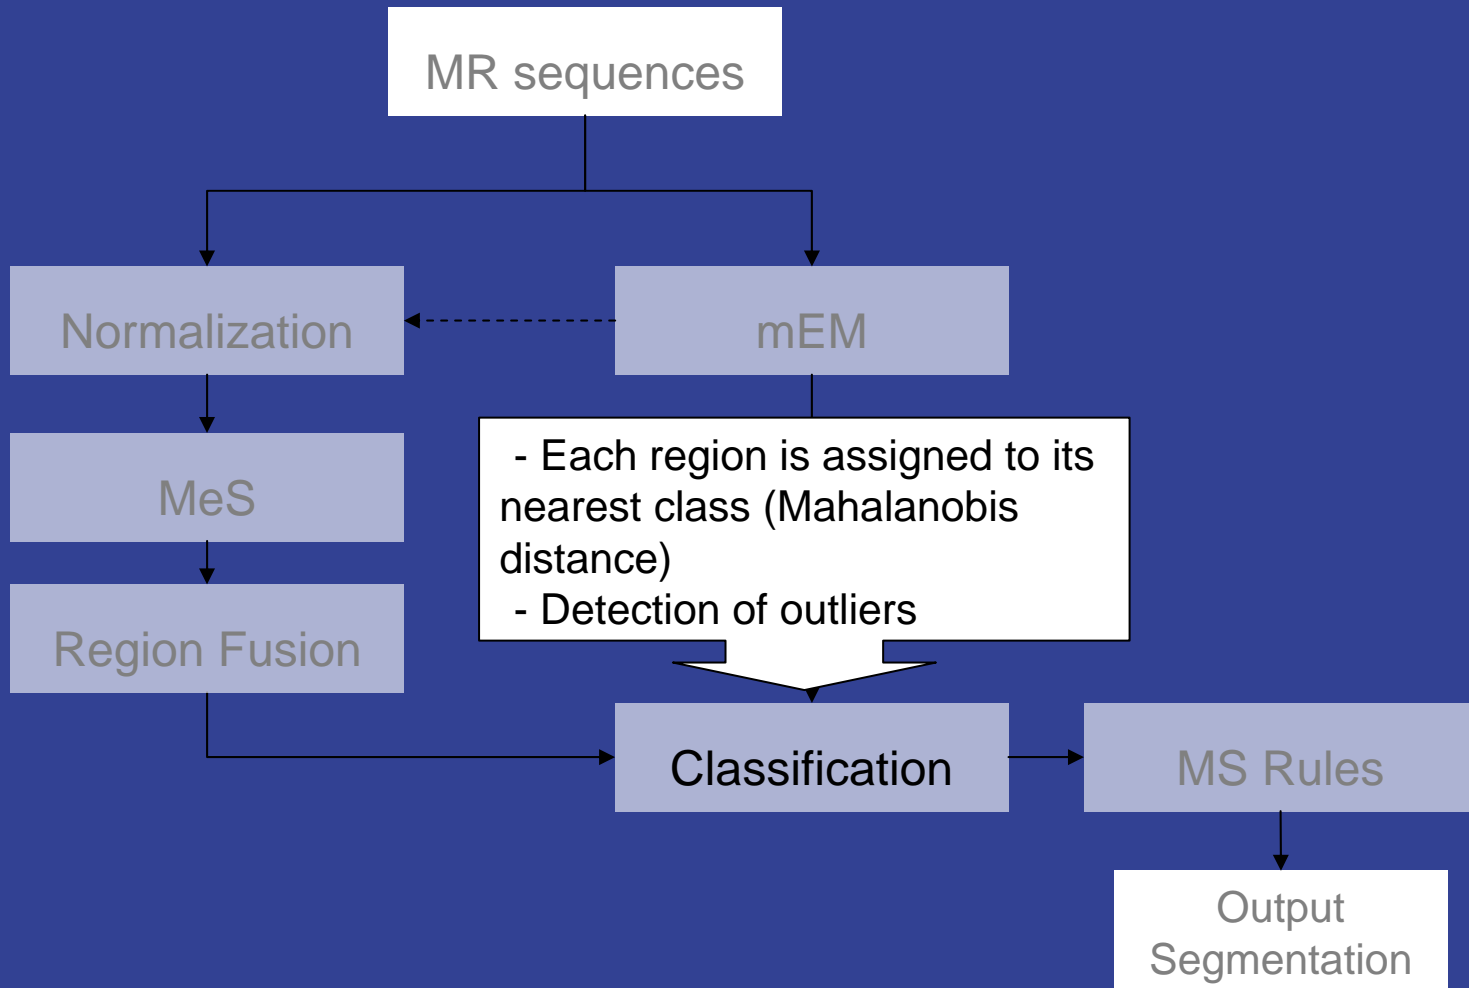 MR sequences
Normalization
mEM
MeS
- Each region is assigned to its
nearest class (Mahalanobis
distance)
- Detection of outliers
Region Fusion
Classification
MS Rules
Output
Segmentation